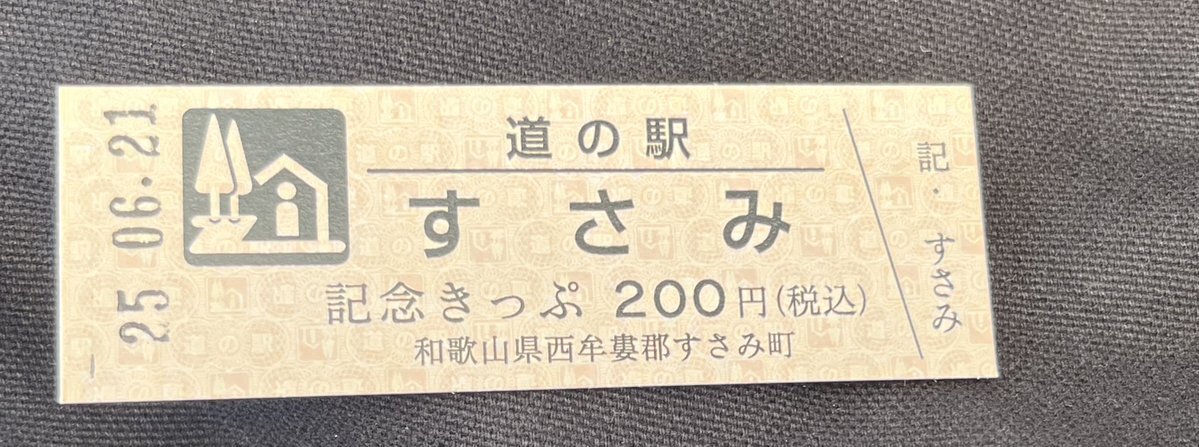 25 06.21
道の駅
すさみ
記念きっぷ 200円(税込)
和歌山県西牟婁郡すさみ町
記・すさみ